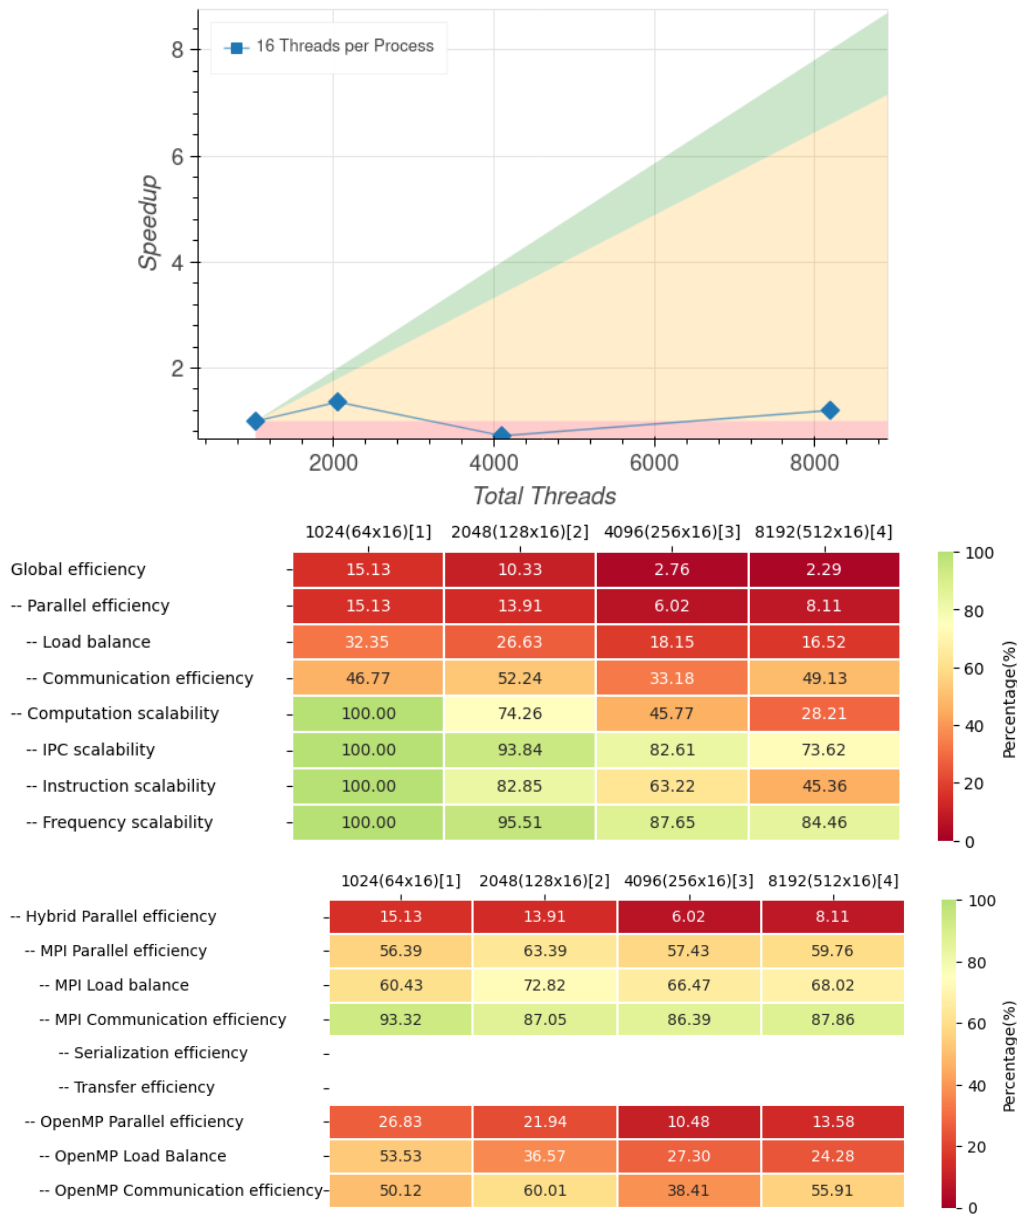 16 Threads per Process
8
6
4
2
Speedup
2000 4000 6000 8000
Total Threads
1024(64x16)[1] 2048(128x16)[2] 4096(256x16)[3] 8192(512x16)[4]
Global efficiency 15.13 10.33 2.76 2.29
-- Parallel efficiency 15.13 13.91 6.02 8.11
-- Load balance 32.35 26.63 18.15 16.52
-- Communication efficiency 46.77 52.24 33.18 49.13
-- Computation scalability 100.00 74.26 45.77 28.21
-- IPC scalability 100.00 93.84 82.61 73.62
-- Instruction scalability 100.00 82.85 63.22 45.36
-- Frequency scalability 100.00 95.51 87.65 84.46
100
80
60
40
20
0
Percentage(%)
1024(64x16)[1] 2048(128x16)[2] 4096(256x16)[3] 8192(512x16)[4]
-- Hybrid Parallel efficiency 15.13 13.91 6.02 8.11
-- MPI Parallel efficiency 56.39 63.39 57.43 59.76
-- MPI Load balance 60.43 72.82 66.47 68.02
-- MPI Communication efficiency 93.32 87.05 86.39 87.86
-- Serialization efficiency
-- Transfer efficiency
-- OpenMP Parallel efficiency 26.83 21.94 10.48 13.58
-- OpenMP Load Balance 53.53 36.57 27.30 24.28
-- OpenMP Communication efficiency 50.12 60.01 38.41 55.91
100
80
60
40
20
0
Percentage(%)